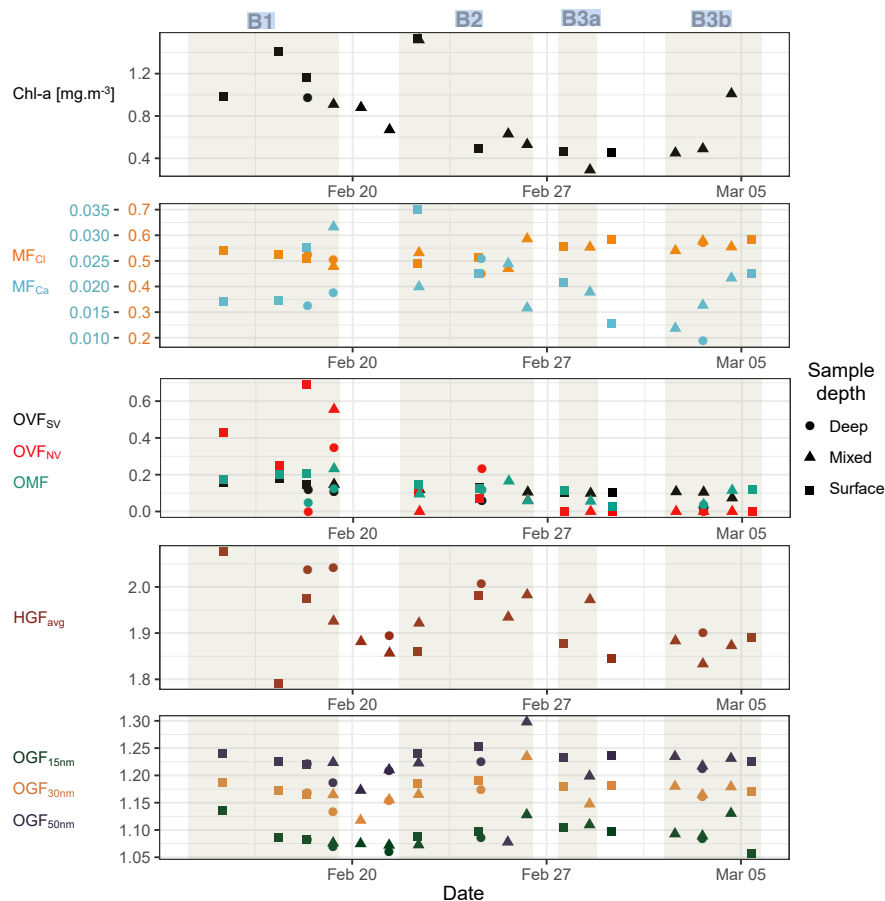 B1 B2 B3a B3b
Chl-a [mg.m-3]
1.2
0.8
0.4
Feb 20 Feb 27 Mar 05
MFCl
MFCa
0.035 0.7
0.030 0.6
0.025 0.5
0.020 0.4
0.015 0.3
0.010 0.2
Feb 20 Feb 27 Mar 05
OVFSV
OVFNV
OMF
0.6
0.4
0.2
0.0
Feb 20 Feb 27 Mar 05
Sample
depth
Deep
Mixed
Surface
HGFavg
2.0
1.9
1.8
Feb 20 Feb 27 Mar 05
OGF15nm
OGF30nm
OGF50nm
1.30
1.25
1.20
1.15
1.10
1.05
Feb 20 Feb 27 Mar 05
Date